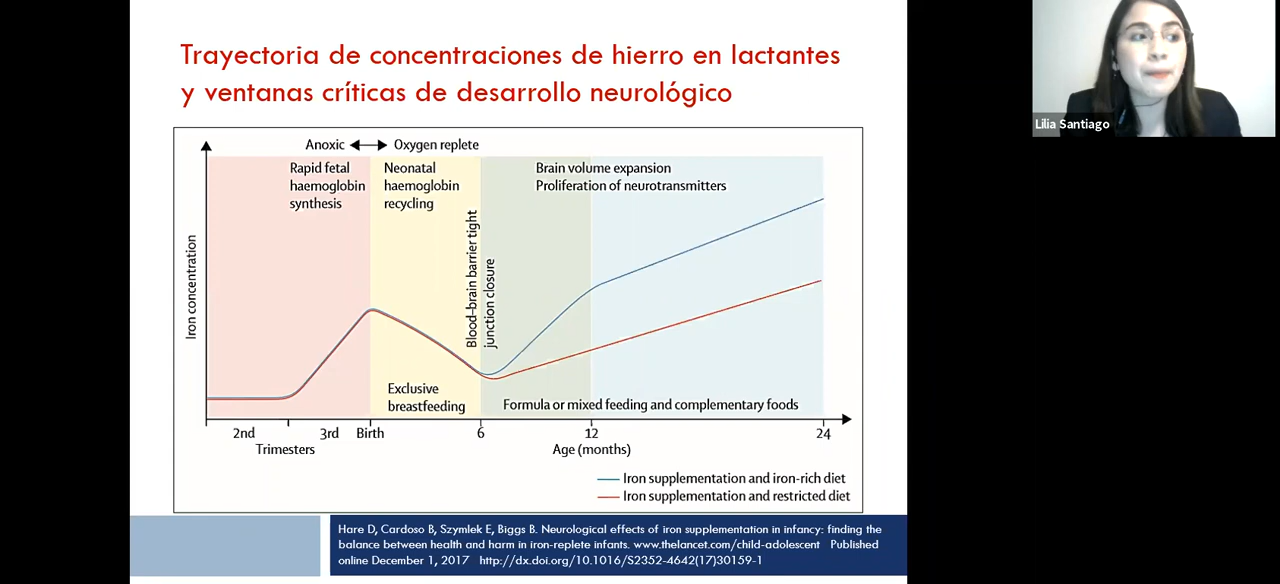 Trayectoria de concentraciones de hierro en lactantes
y ventanas críticas de desarrollo neurológico
Lilia Santiago
Anoxic
Oxygen replete
Rapid fetal
haemoglobin
synthesis
Neonatal
haemoglobin
recycling
Brain volume expansion
Proliferation of neurotransmitters
Iron concentration
Blood–brain barrier tight
junction closure
Exclusive
breastfeeding
Formula or mixed feeding and complementary foods
2nd
3rd
Birth
6
12
24
Trimesters
Age (months)
Iron supplementation and iron-rich diet
Iron supplementation and restricted diet
Hare D, Cardoso B, Szymlek E, Biggs B. Neurological effects of iron supplementation in infancy: finding the
balance between health and harm in iron-replete infants. www.thelancet.com/child-adolescent Published
online December 1, 2017 http://dx.doi.org/10.1016/S2352-4642(17)30159-1